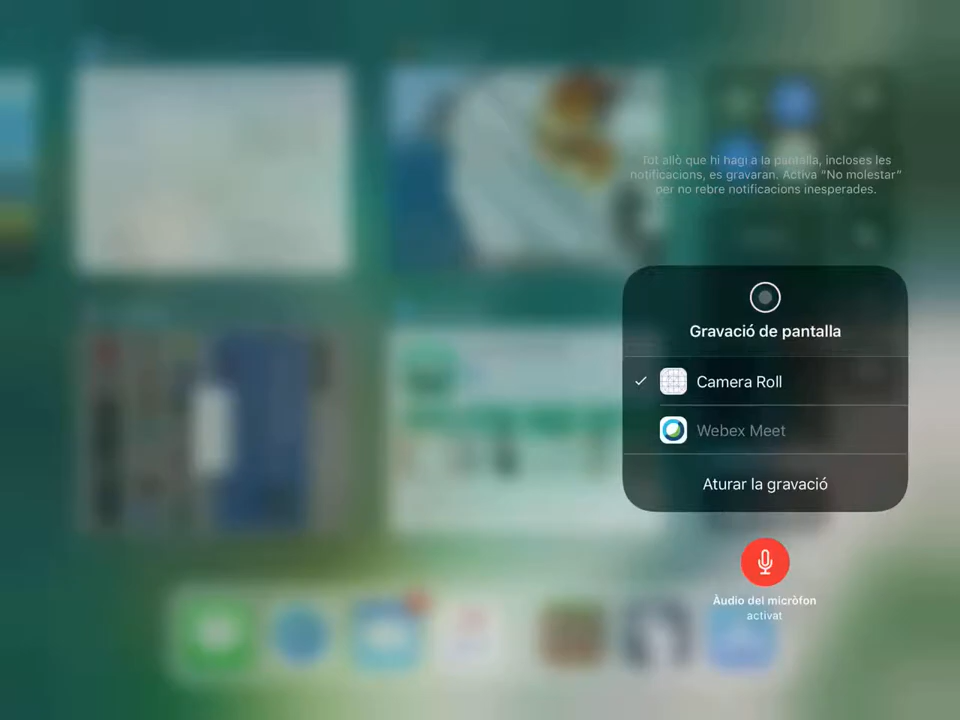 Tot allò que hi hagi a la pantalla, incloses les
notificacions, es gravaran. Activa "No molestar"
per no rebre notificacions inesperades.
Gravació de pantalla
Camera Roll
Webex Meet
Aturar la gravació
Àudio del micròfon
activat